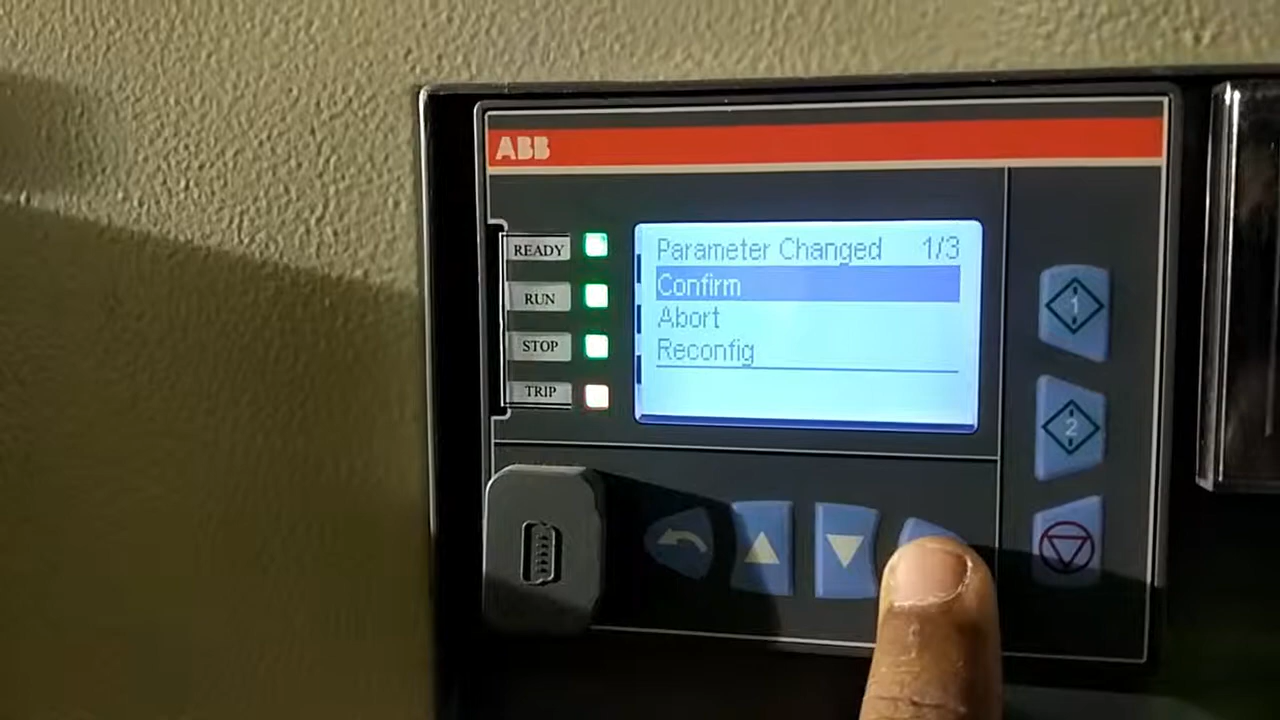 ABB
READY
RUN
STOP
TRIP
Parameter Changed 1/3
Confirm
Abort
Reconfig
1
2